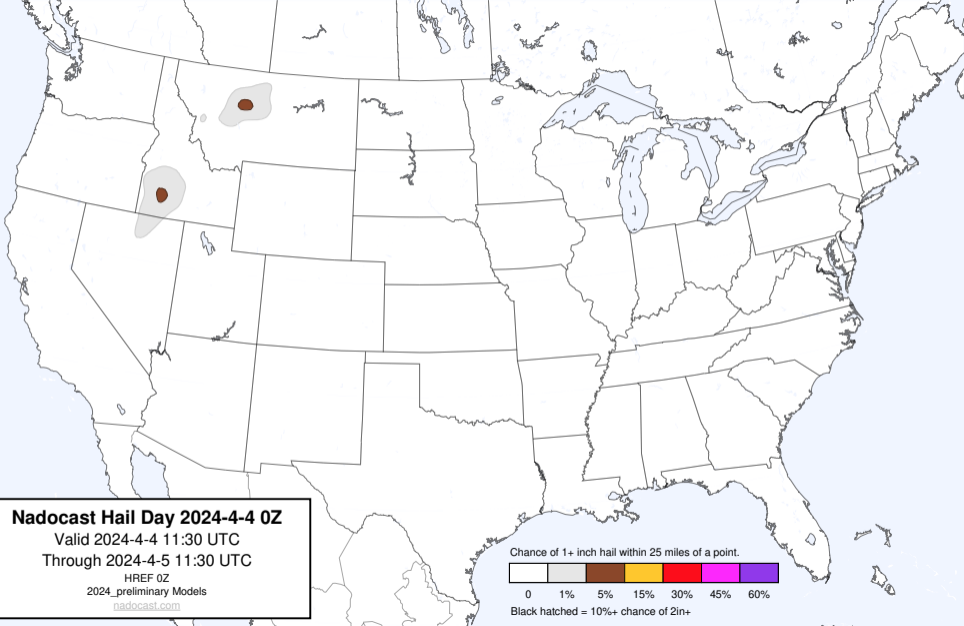 Nadocast Hail Day 2024-4-4 0Z
Valid 2024-4-4 11:30 UTC
Through 2024-4-5 11:30 UTC
HREF 0Z
2024_preliminary Models
nadocast.com
Chance of 1+ inch hail within 25 miles of a point.
0 1% 5% 15% 30% 45% 60%
Black hatched = 10%+ chance of 2in+